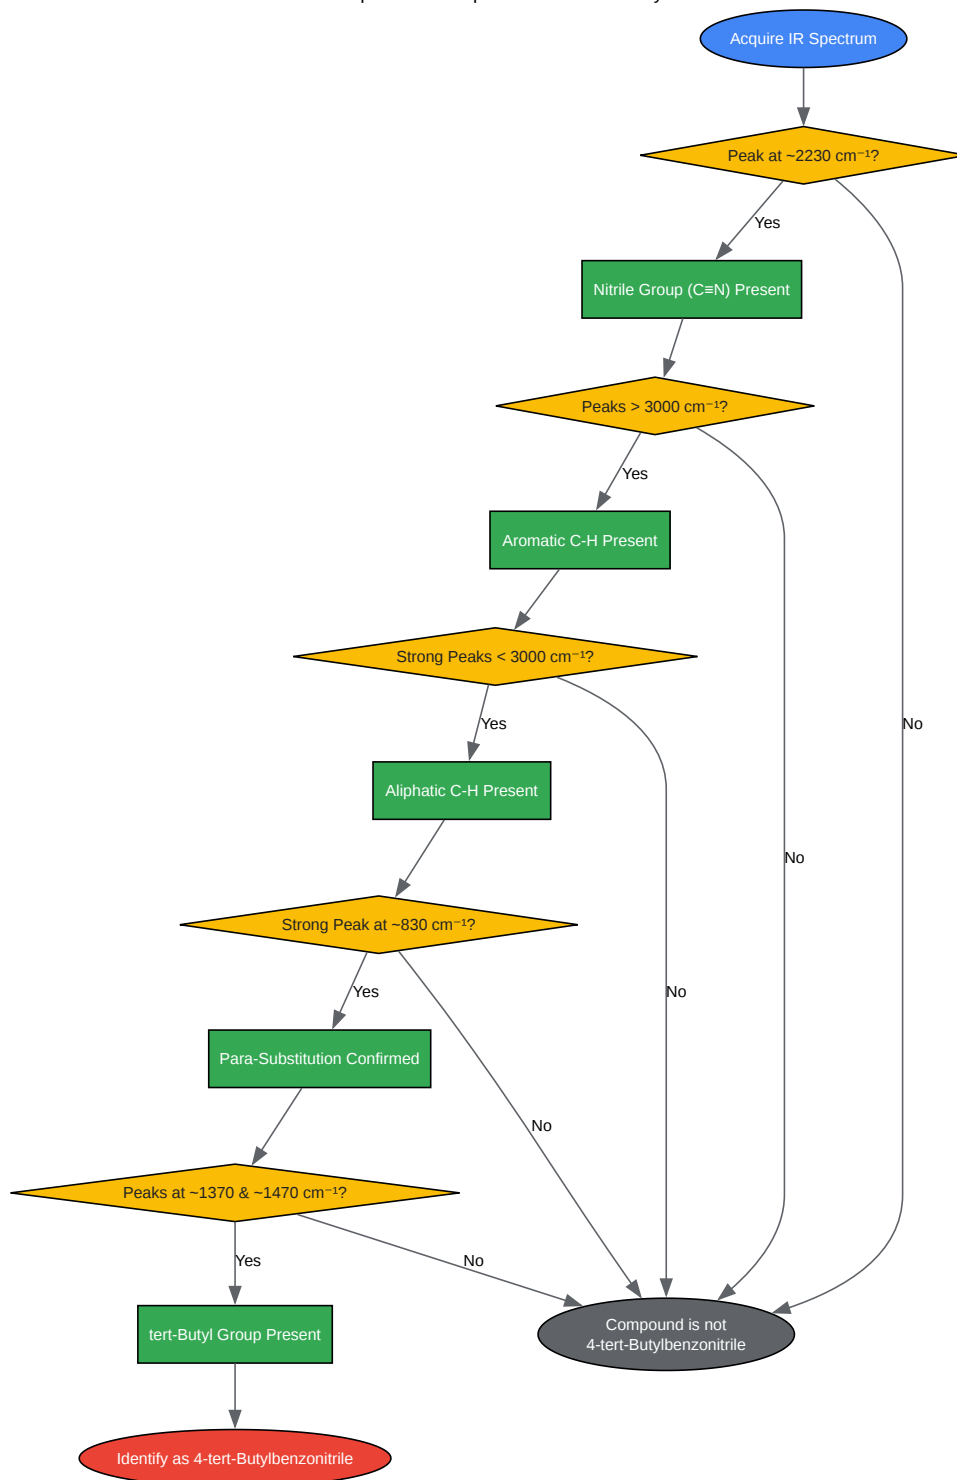 Acquire IR Spectrum
Peak at ~2230 cm⁻¹?
Yes
Nitrile Group (C≡N) Present
Peaks > 3000 cm⁻¹?
Yes
Aromatic C-H Present
Strong Peaks < 3000 cm⁻¹?
Yes
No
Aliphatic C-H Present
No
Strong Peak at ~830 cm⁻¹?
Yes
No
Para-Substitution Confirmed
No
Peaks at ~1370 & ~1470 cm⁻¹?
Yes
No
tert-Butyl Group Present
Compound is not
4-tert-Butylbenzonitrile
Identify as 4-tert-Butylbenzonitrile